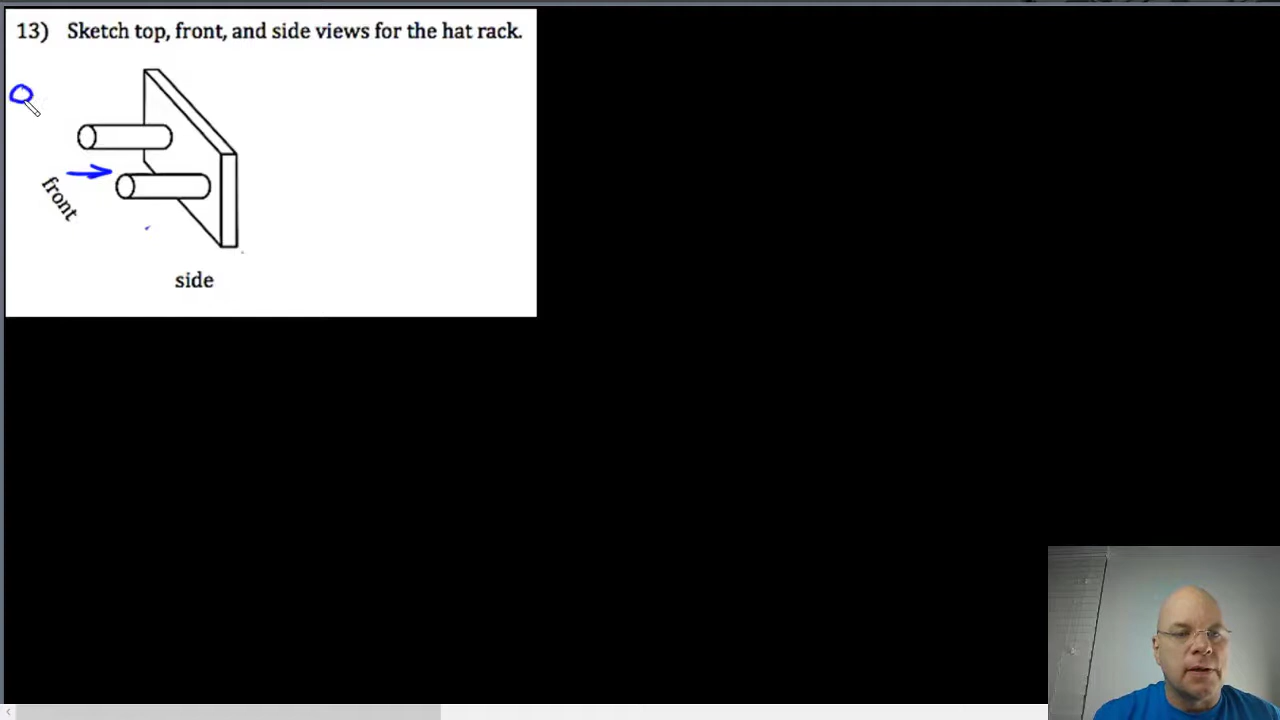 13) Sketch top, front, and side views for the hat rack.
front
side